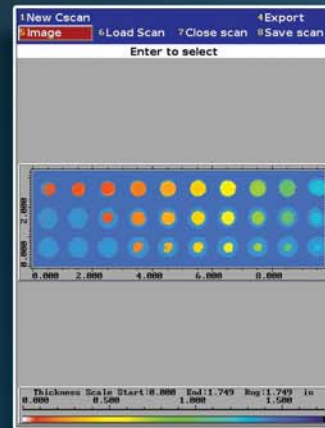 1New Cscan 4Export
5Image 6Load Scan 7Close scan 8Save scan
Enter to select
2.000
0.000
0.000 2.000 4.000 6.000 8.000
Thickness Scale Start:0.000 End:1.749 Rng:1.749 in
0.000 0.500 1.000 1.500